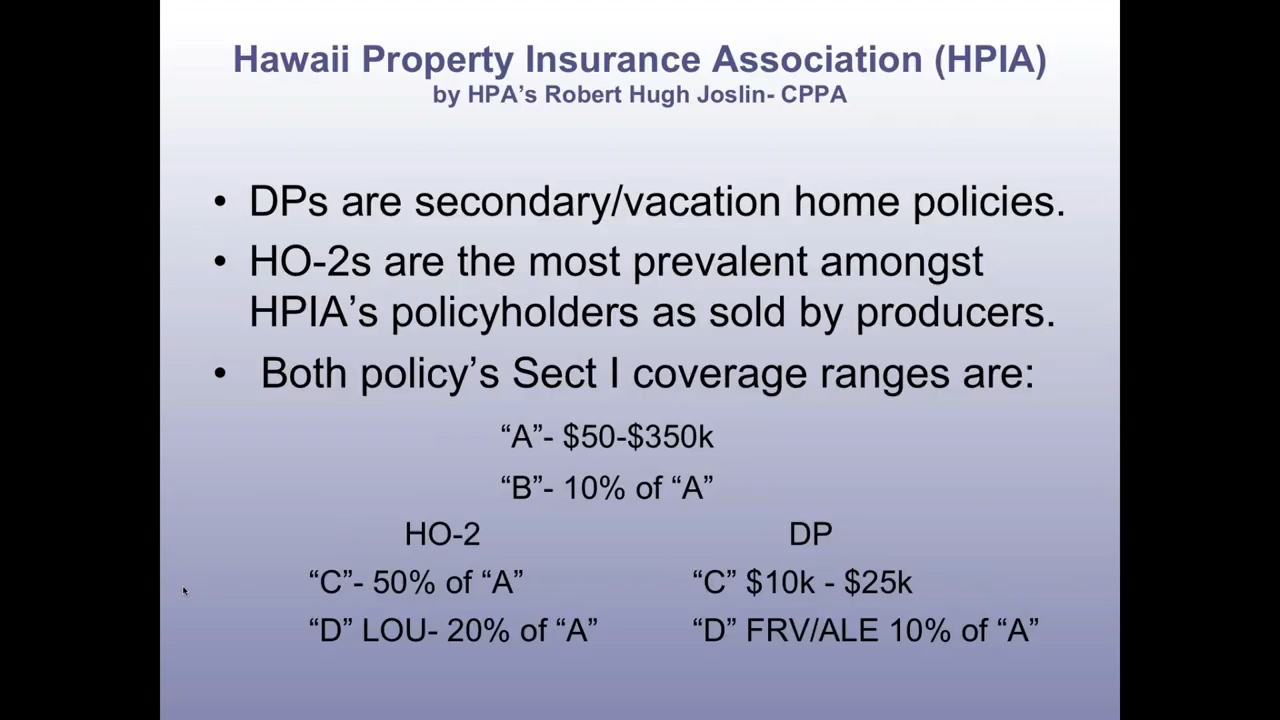 Hawaii Property Insurance Association (HPIA)
by HPA's Robert Hugh Joslin- CPPA
• DPs are secondary/vacation home policies.
• HO-2s are the most prevalent amongst
HPIA's policyholders as sold by producers.
• Both policy's Sect I coverage ranges are:
“A”- $50-$350k
“B”- 10% of “A”
HO-2 DP
“C”- 50% of “A” “C” $10k - $25k
“D” LOU- 20% of “A” “D” FRV/ALE 10% of “A”